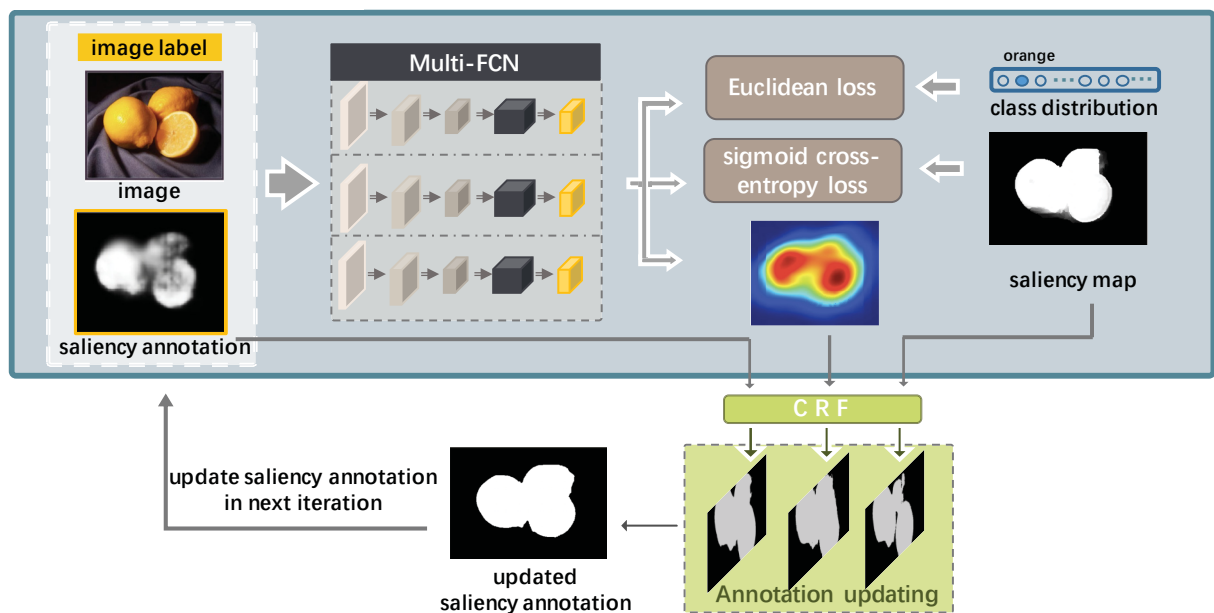 image label
image
saliency annotation
Multi-FCN
Euclidean loss
sigmoid cross-
entropy loss
orange
class distribution
saliency map
CRF
Annotation updating
updated
saliency annotation
update saliency annotation
in next iteration